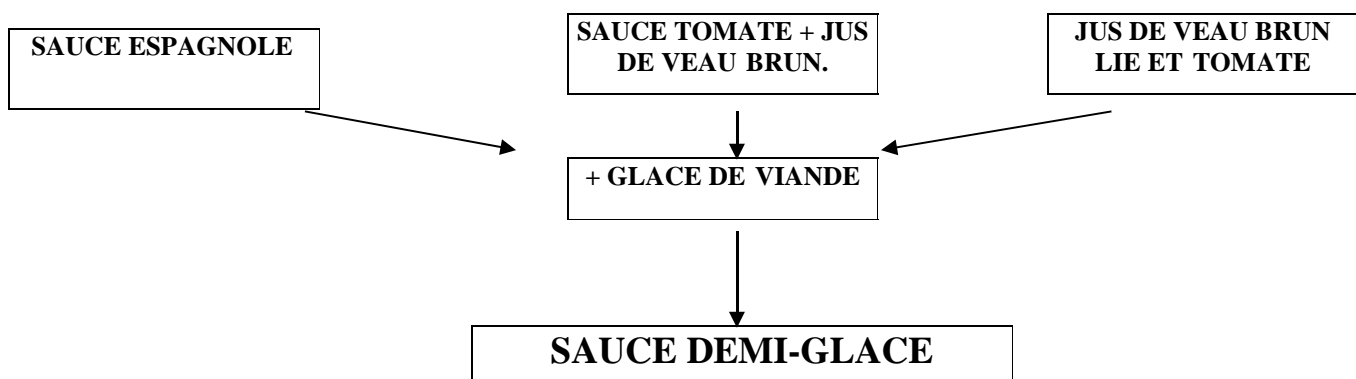 SAUCE ESPAGNOLE
SAUCE TOMATE + JUS
DE VEAU BRUN.
JUS DE VEAU BRUN
LIE ET TOMATE
+ GLACE DE VIANDE
SAUCE DEMI-GLACE